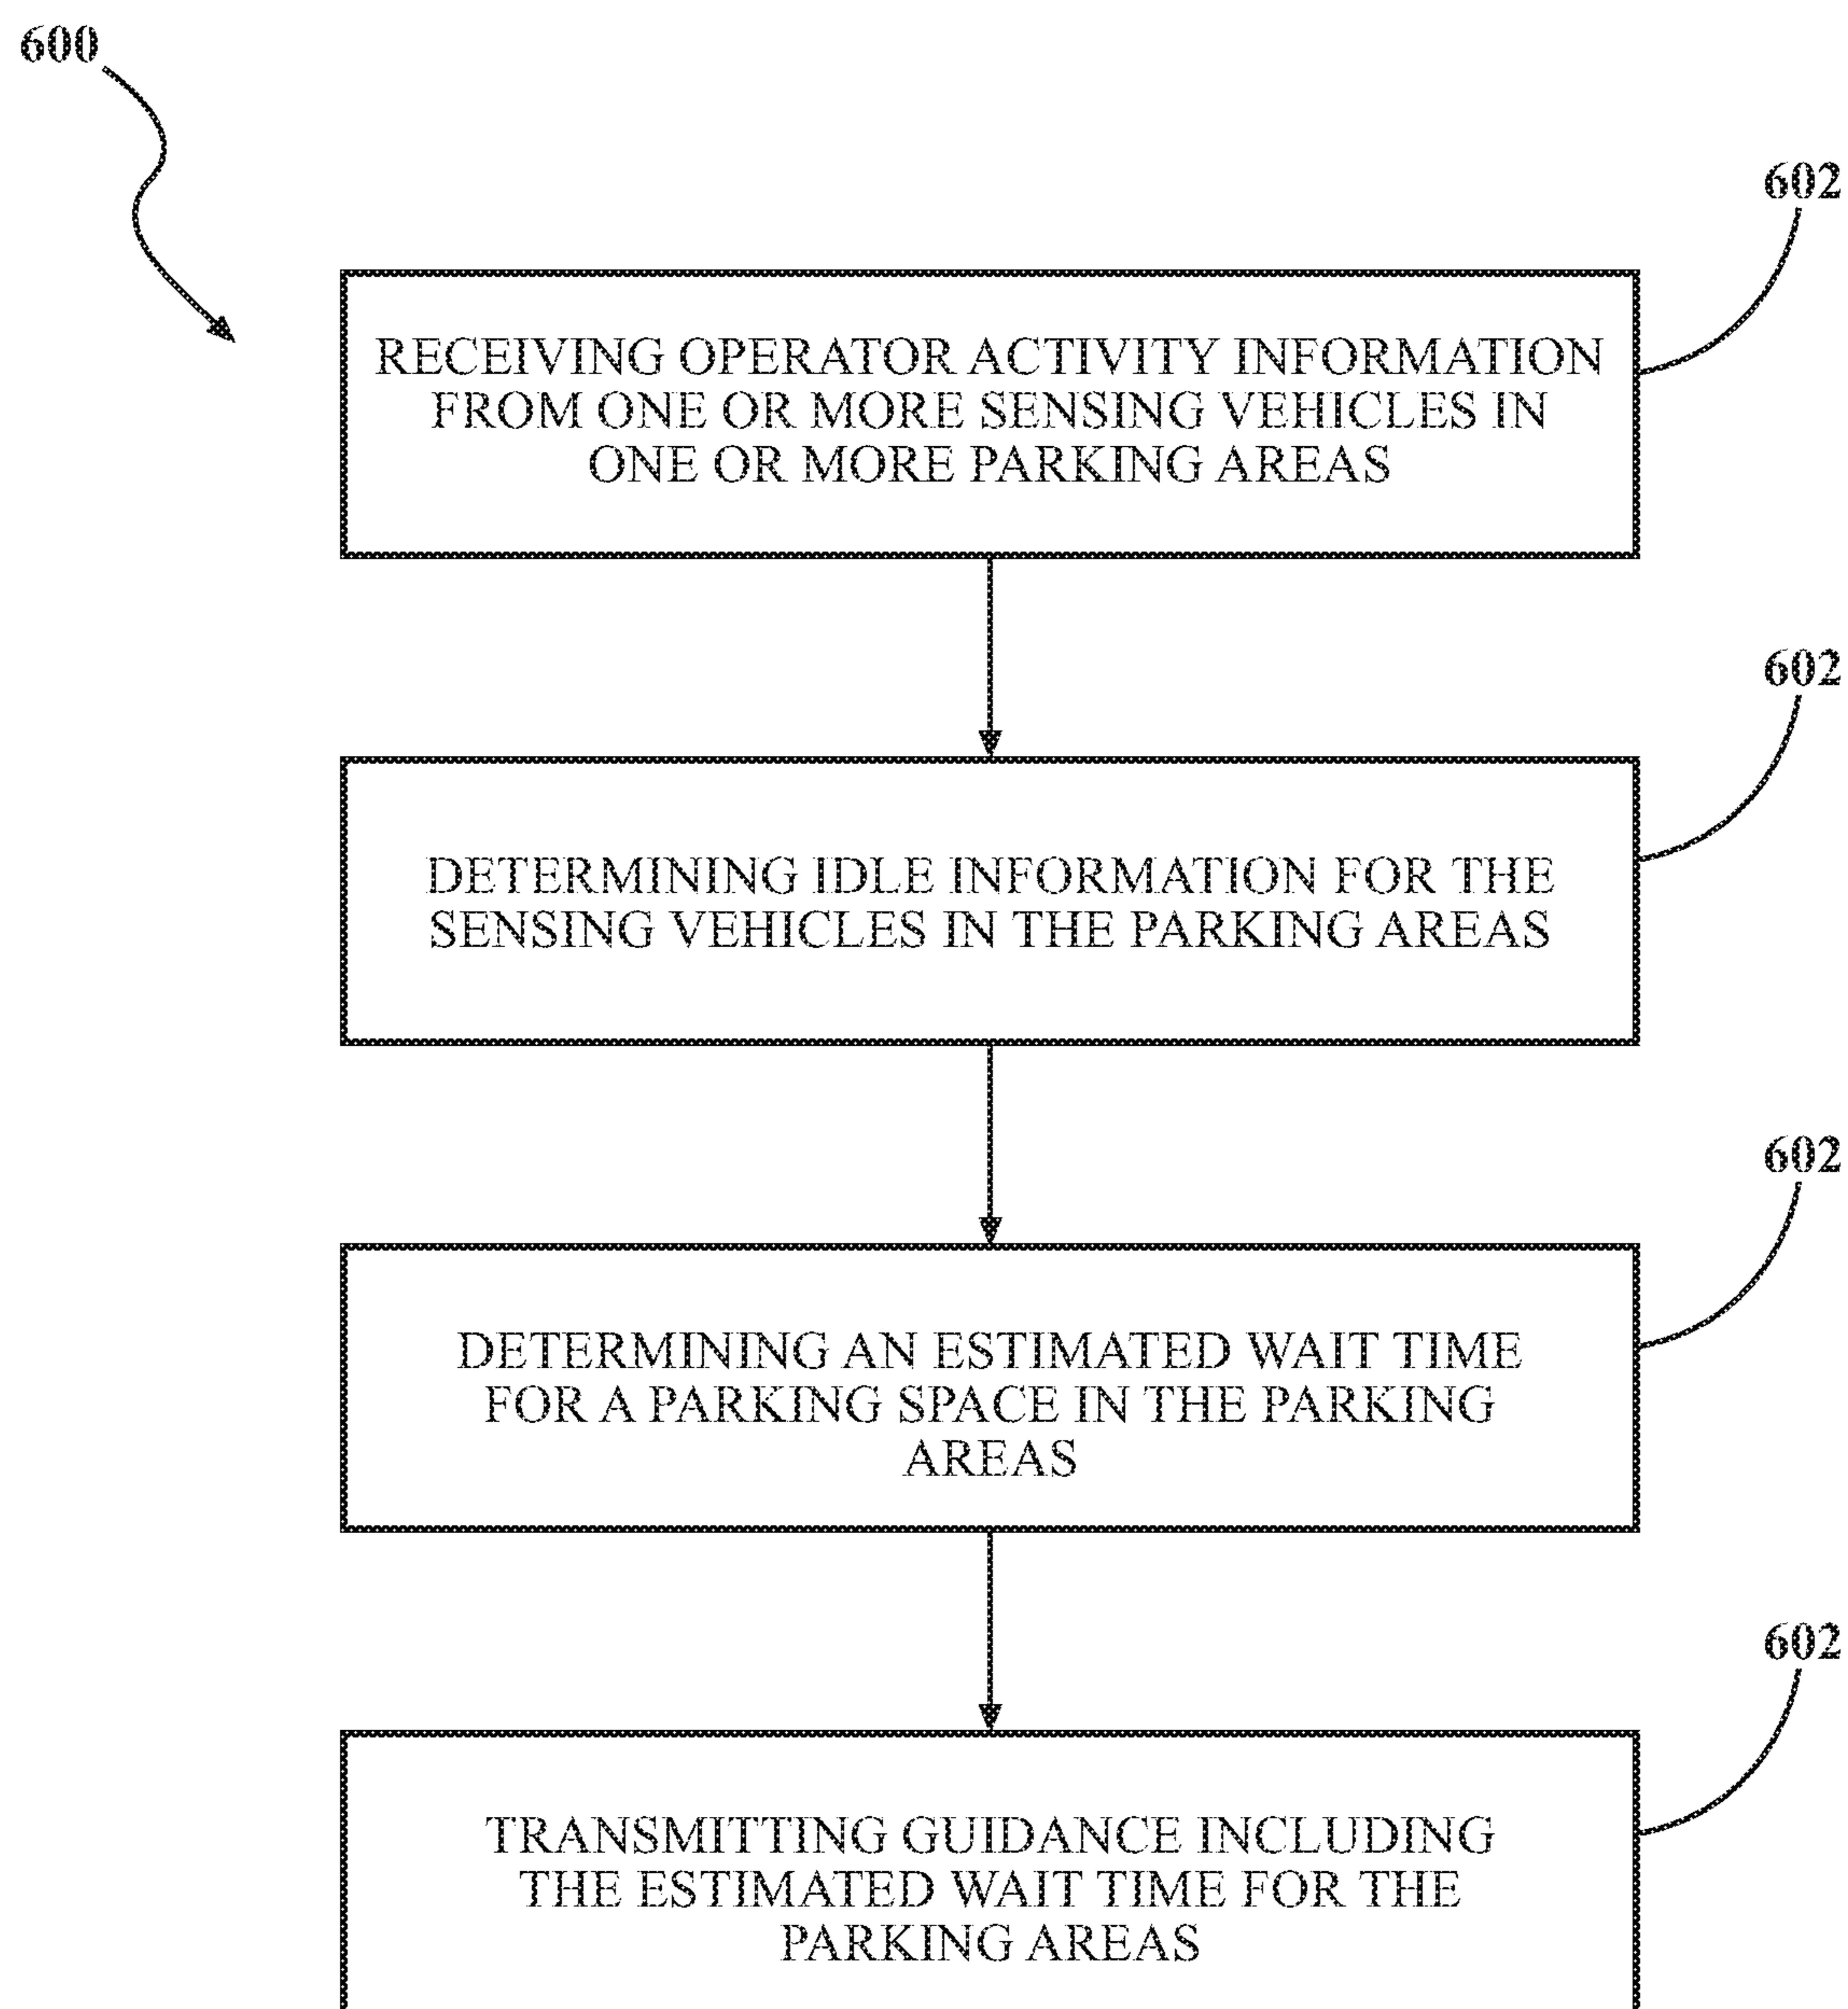 600
602
RECEIVING OPERATOR ACTIVITY INFORMATION
FROM ONE OR MORE SENSING VEHICLES IN
ONE OR MORE PARKING AREAS
602
DETERMINING IDLE INFORMATION FOR THE
SENSING VEHICLES IN THE PARKING AREAS
602
DETERMINING AN ESTIMATED WAIT TIME
FOR A PARKING SPACE IN THE PARKING
AREAS
602
TRANSMITTING GUIDANCE INCLUDING
THE ESTIMATED WAIT TIME FOR THE
PARKING AREAS